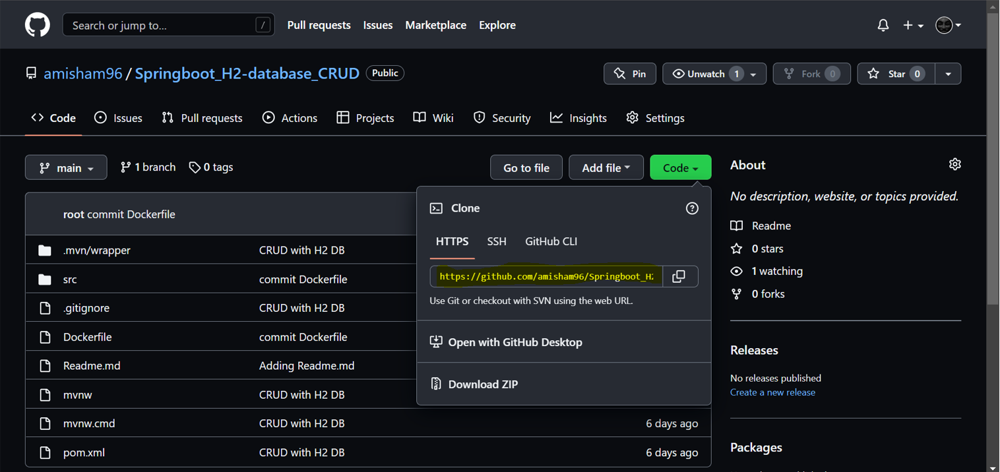 Search or jump to... /
Pull requests Issues Marketplace Explore
amisham96 / Springboot_H2-database_CRUD Public
Pin Unwatch 1 Fork 0 Star 0
Code Issues Pull requests Actions Projects Wiki Security Insights Settings
main 1 branch 0 tags Go to file Add file Code
About
No description, website, or topics provided.
Readme
0 stars
1 watching
0 forks
Releases
No releases published
Create a new release
Packages
Clone
HTTPS SSH GitHub CLI
https://github.com/amisham96/Springboot_H2
Use Git or checkout with SVN using the web URL.
Open with GitHub Desktop
Download ZIP
root commit Dockerfile
.mvn/wrapper CRUD with H2 DB
src commit Dockerfile
.gitignore CRUD with H2 DB
Dockerfile commit Dockerfile
Readme.md Adding Readme.md
mvnw CRUD with H2 DB
mvnw.cmd CRUD with H2 DB 6 days ago
pom.xml CRUD with H2 DB 6 days ago